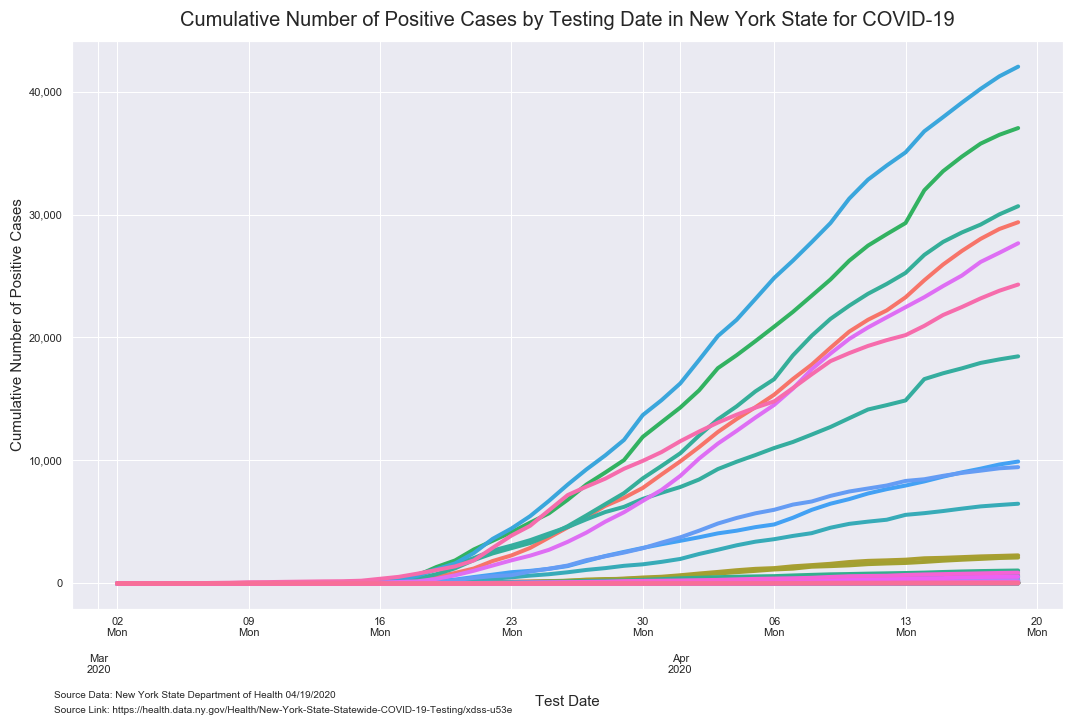 Cumulative Number of Positive Cases by Testing Date in New York State for COVID-19
Cumulative Number of Positive Cases
40,000
30,000
20,000
10,000
0
02 09 16 23 30 06 13 20
Mon Mon Mon Mon Mon Mon Mon Mon
Mar Apr
2020 2020
Test Date
Source Data: New York State Department of Health 04/19/2020
Source Link: https://health.data.ny.gov/Health/New-York-State-Statewide-COVID-19-Testing/xdss-u53e